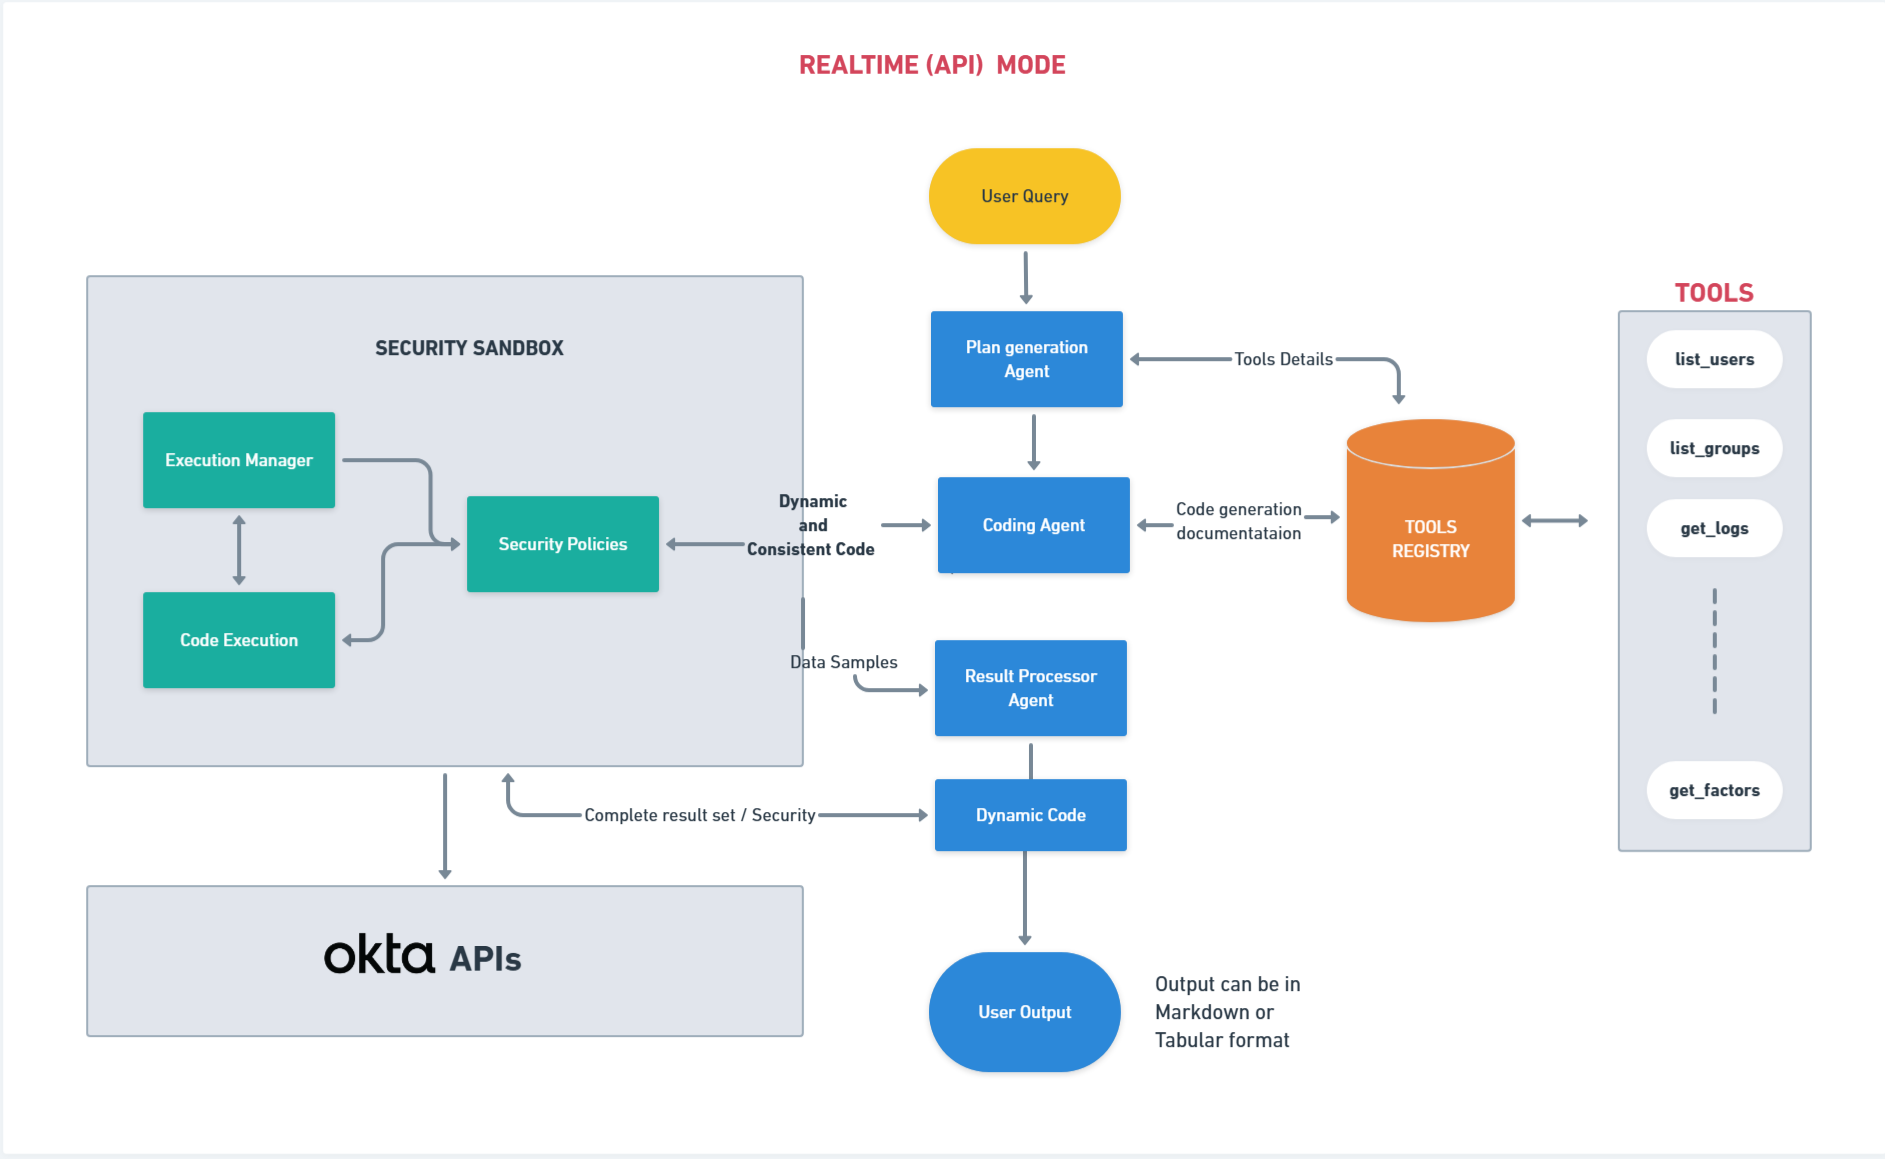 REALTIME (API) MODE
User Query
TOOLS
SECURITY SANDBOX
Plan generation
Agent
Tools Details
list_users
list_groups
Execution Manager
Dynamic
and
Consistent Code
Coding Agent
Code generation
documentataion
TOOLS
REGISTRY
get_logs
Security Policies
Code Execution
Data Samples
Result Processor
Agent
get_factors
Complete result set / Security
Dynamic Code
okta APIs
User Output
Output can be in
Markdown or
Tabular format